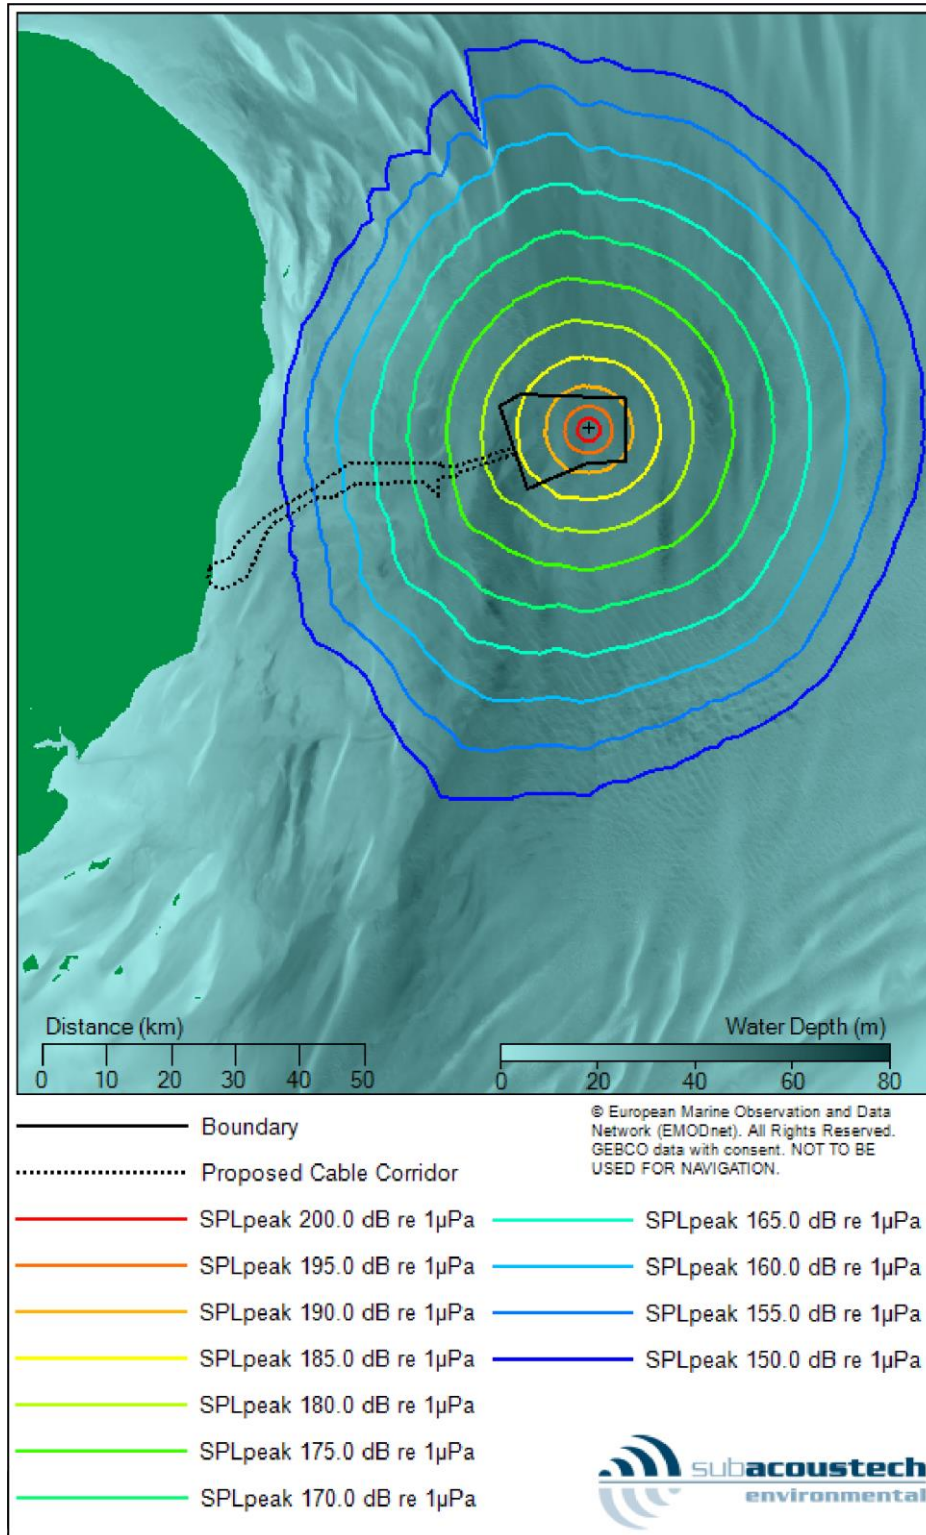 Distance (km)
0 10 20 30 40 50
Water Depth (m)
0 20 40 60 80
Boundary
Proposed Cable Corridor
© European Marine Observation and Data
Network (EMODnet). All Rights Reserved.
GEBCO data with consent. NOT TO BE
USED FOR NAVIGATION.
SPLpeak 200.0 dB re 1µPa
SPLpeak 195.0 dB re 1µPa
SPLpeak 190.0 dB re 1µPa
SPLpeak 185.0 dB re 1µPa
SPLpeak 180.0 dB re 1µPa
SPLpeak 175.0 dB re 1µPa
SPLpeak 170.0 dB re 1µPa
SPLpeak 165.0 dB re 1µPa
SPLpeak 160.0 dB re 1µPa
SPLpeak 155.0 dB re 1µPa
SPLpeak 150.0 dB re 1µPa
subacoustech
environmental